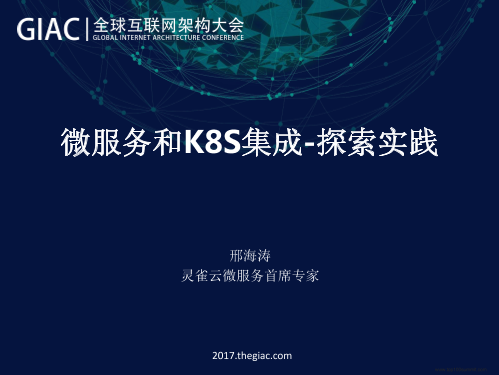 GIAC
全球互联网架构大会
GLOBAL INTERNET ARCHITECTURE CONFERENCE
微服务和K8S集成-探索实践
邢海涛
灵雀云微服务首席专家
2017.thegiac.com